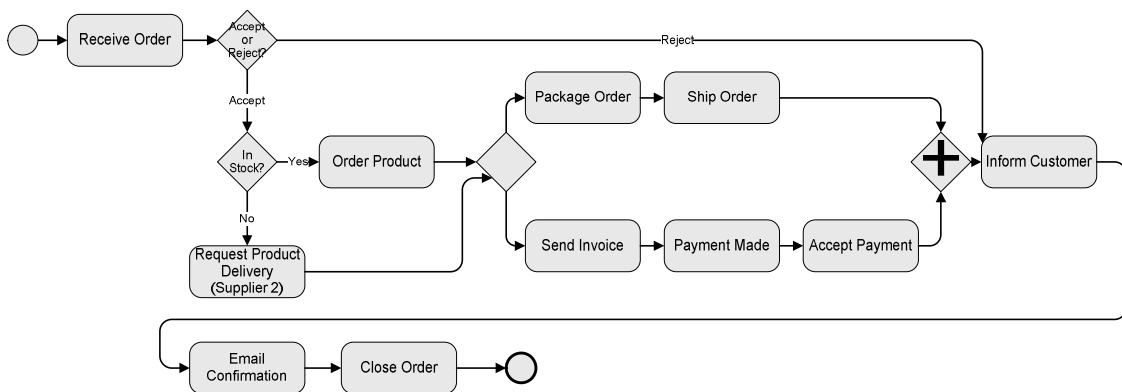 Receive Order
Accept
or
Reject?
Reject
Accept
Package Order
Ship Order
In
Stock?
Yes
Order Product
Inform Customer
No
Request Product
Delivery
(Supplier 2)
Send Invoice
Payment Made
Accept Payment
Email
Confirmation
Close Order